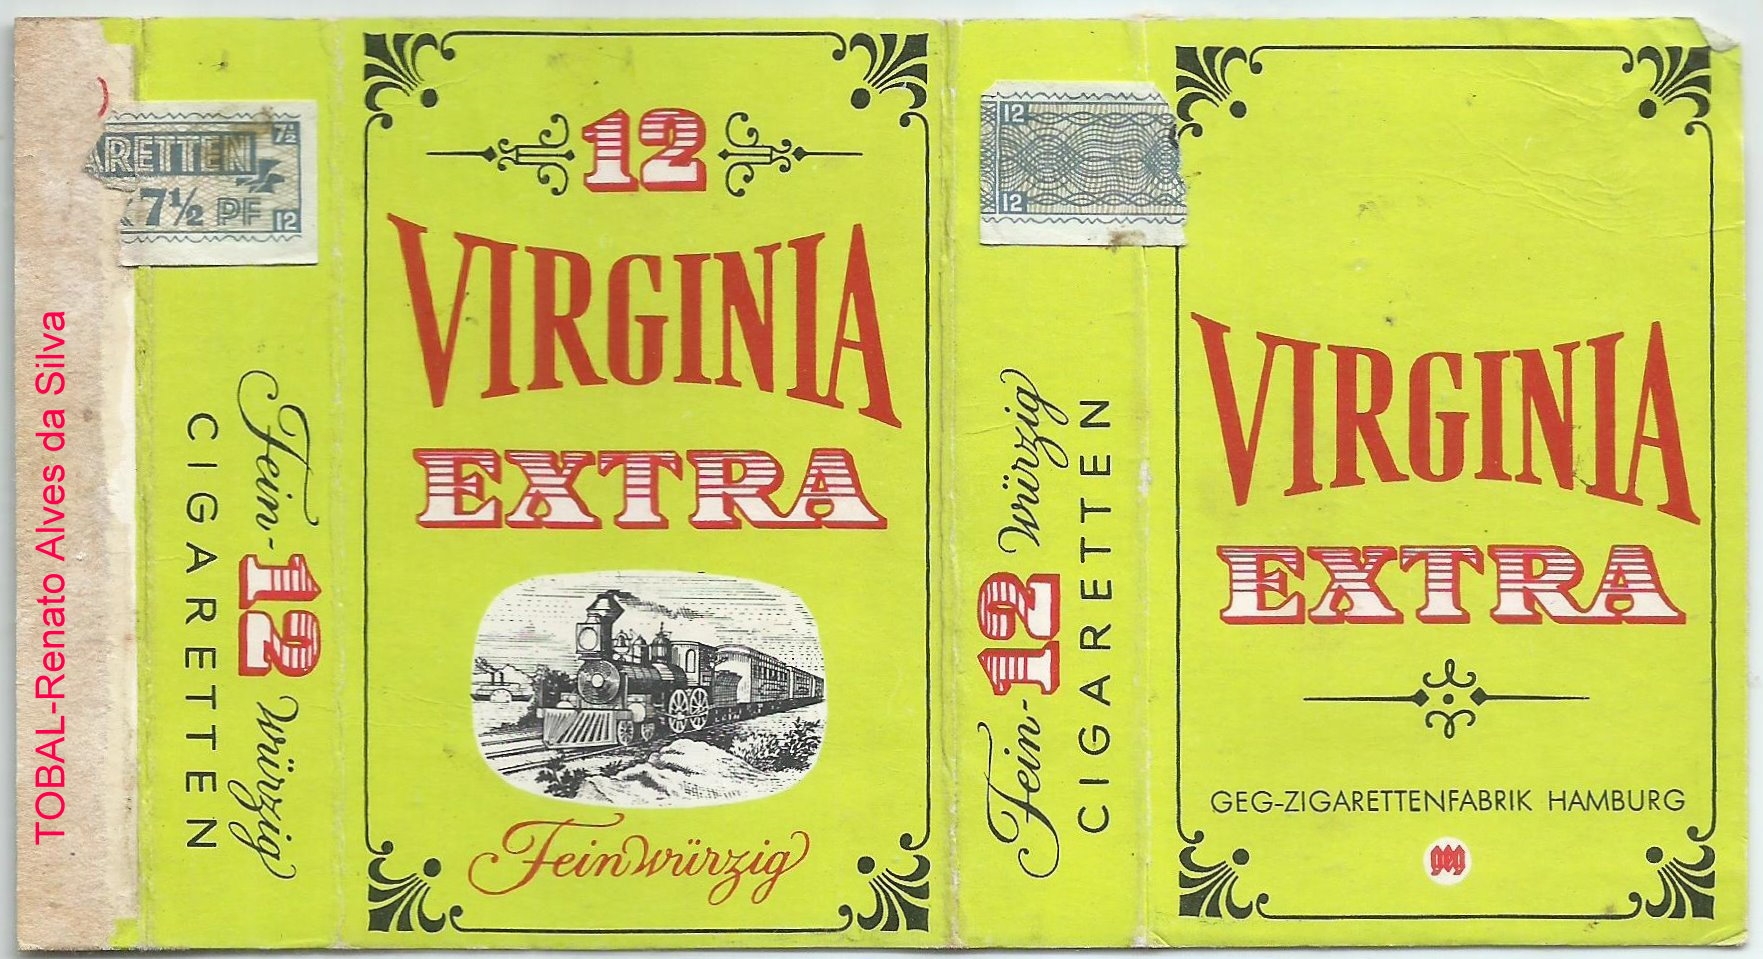 TOBAL-Renato Alves da Silva
ARETTEN
7½
7½ PF
12
Fein-12 würzig
CIGARETTEN
12
VIRGINIA
EXTRA
Feinwürzig
12
12
Fein-12 würzig
CIGARETTEN
VIRGINIA
EXTRA
GEG-ZIGARETTENFABRIK HAMBURG
geg